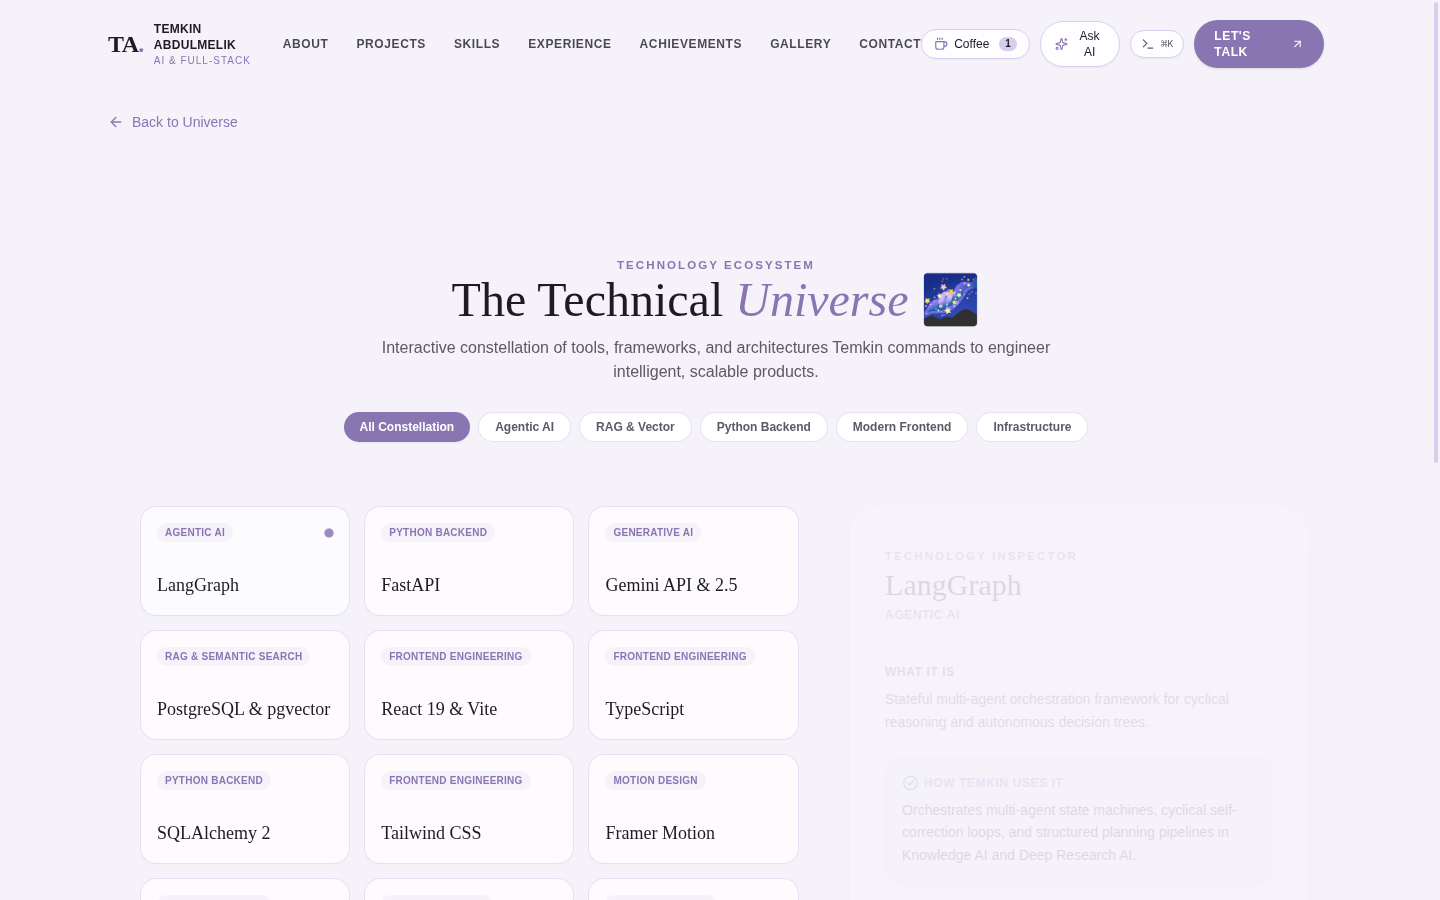 TA.
TEMKIN
ABDULMELIK
AI & FULL-STACK
ABOUT
PROJECTS
SKILLS
EXPERIENCE
ACHIEVEMENTS
GALLERY
CONTACT
Coffee 1
Ask
AI
⌘K
LET'S
TALK
Back to Universe
TECHNOLOGY ECOSYSTEM
The Technical Universe
Interactive constellation of tools, frameworks, and architectures Temkin commands to engineer
intelligent, scalable products.
All Constellation
Agentic AI
RAG & Vector
Python Backend
Modern Frontend
Infrastructure
AGENTIC AI
LangGraph
PYTHON BACKEND
FastAPI
GENERATIVE AI
Gemini API & 2.5
RAG & SEMANTIC SEARCH
PostgreSQL & pgvector
FRONTEND ENGINEERING
React 19 & Vite
FRONTEND ENGINEERING
TypeScript
PYTHON BACKEND
SQLAlchemy 2
FRONTEND ENGINEERING
Tailwind CSS
MOTION DESIGN
Framer Motion
TECHNOLOGY INSPECTOR
LangGraph
AGENTIC AI
WHAT IT IS
Stateful multi-agent orchestration framework for cyclical
reasoning and autonomous decision trees.
HOW TEMKIN USES IT
Orchestrates multi-agent state machines, cyclical self-
correction loops, and structured planning pipelines in
Knowledge AI and Deep Research AI.